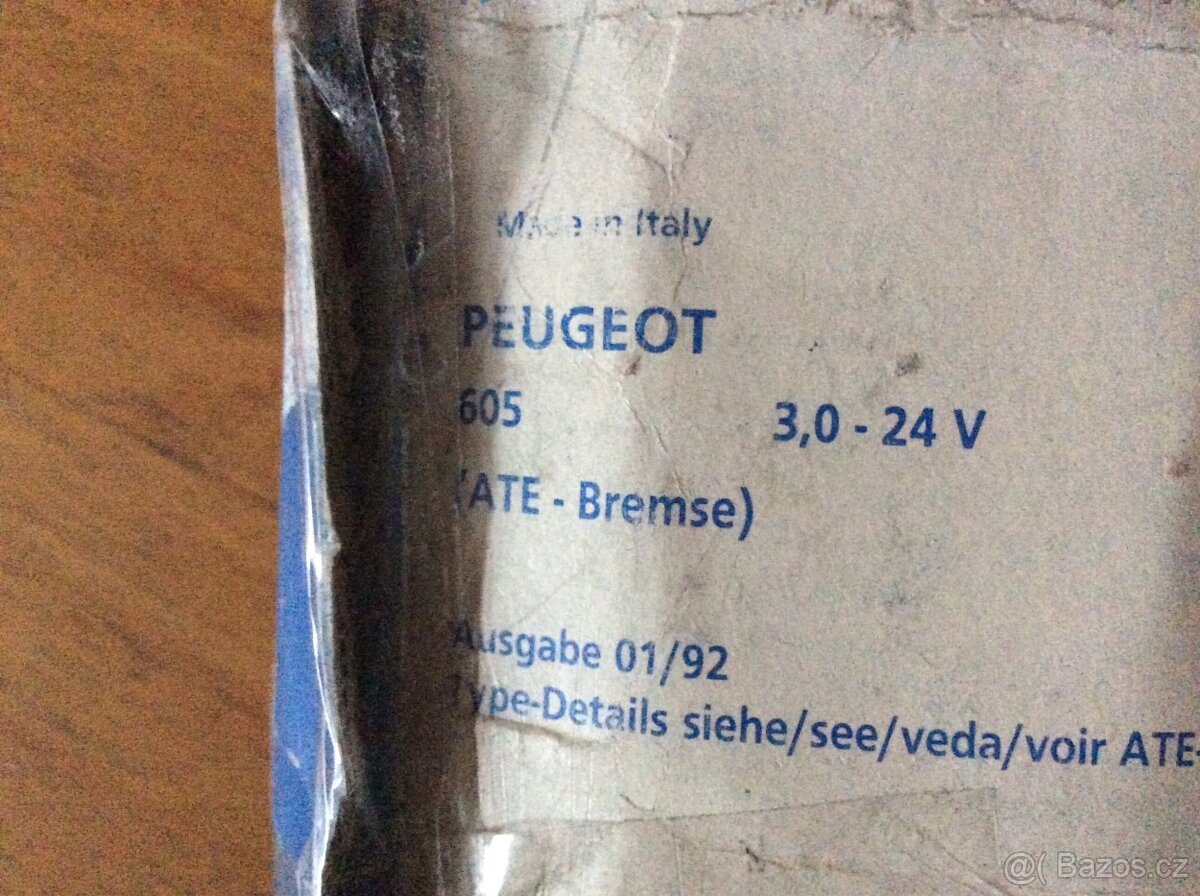 Made in Italy
PEUGEOT
605 3,0 - 24 V
(ATE - Bremse)
Ausgabe 01/92
Type-Details siehe/see/veda/voir ATE-
@( Bazos.cz